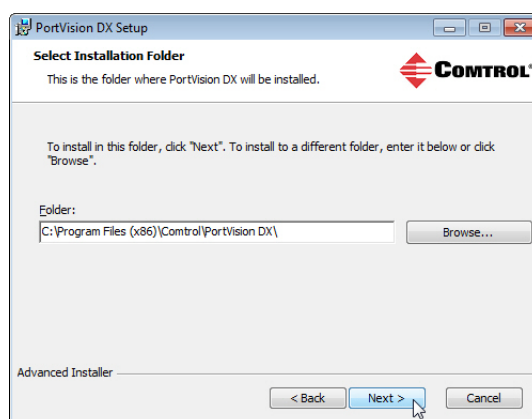 PortVision DX Setup
Select Installation Folder
This is the folder where PortVision DX will be installed.
COMTROL®
To install in this folder, click "Next". To install to a different folder, enter it below or click
"Browse".
Folder:
C:\Program Files (x86)\Comtrol\PortVision DX\
Browse...
Advanced Installer
< Back
Next >
Cancel